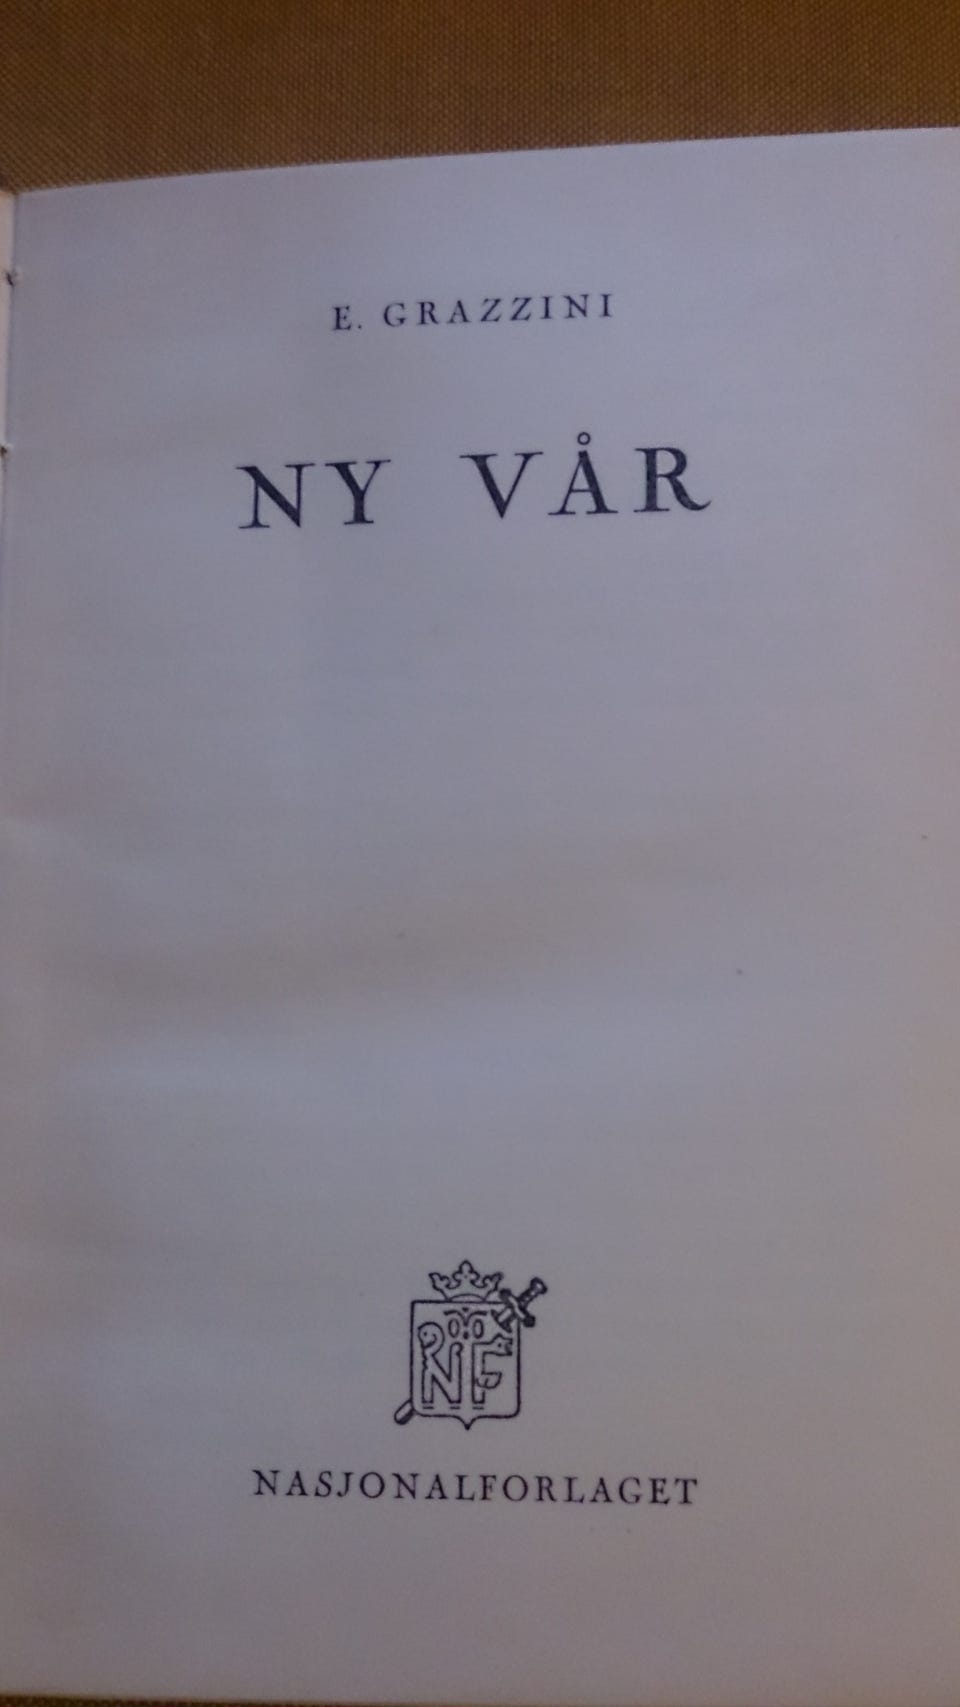 E. GRAZZINI
NY VÅR
NF
NASJONALFORLAGET